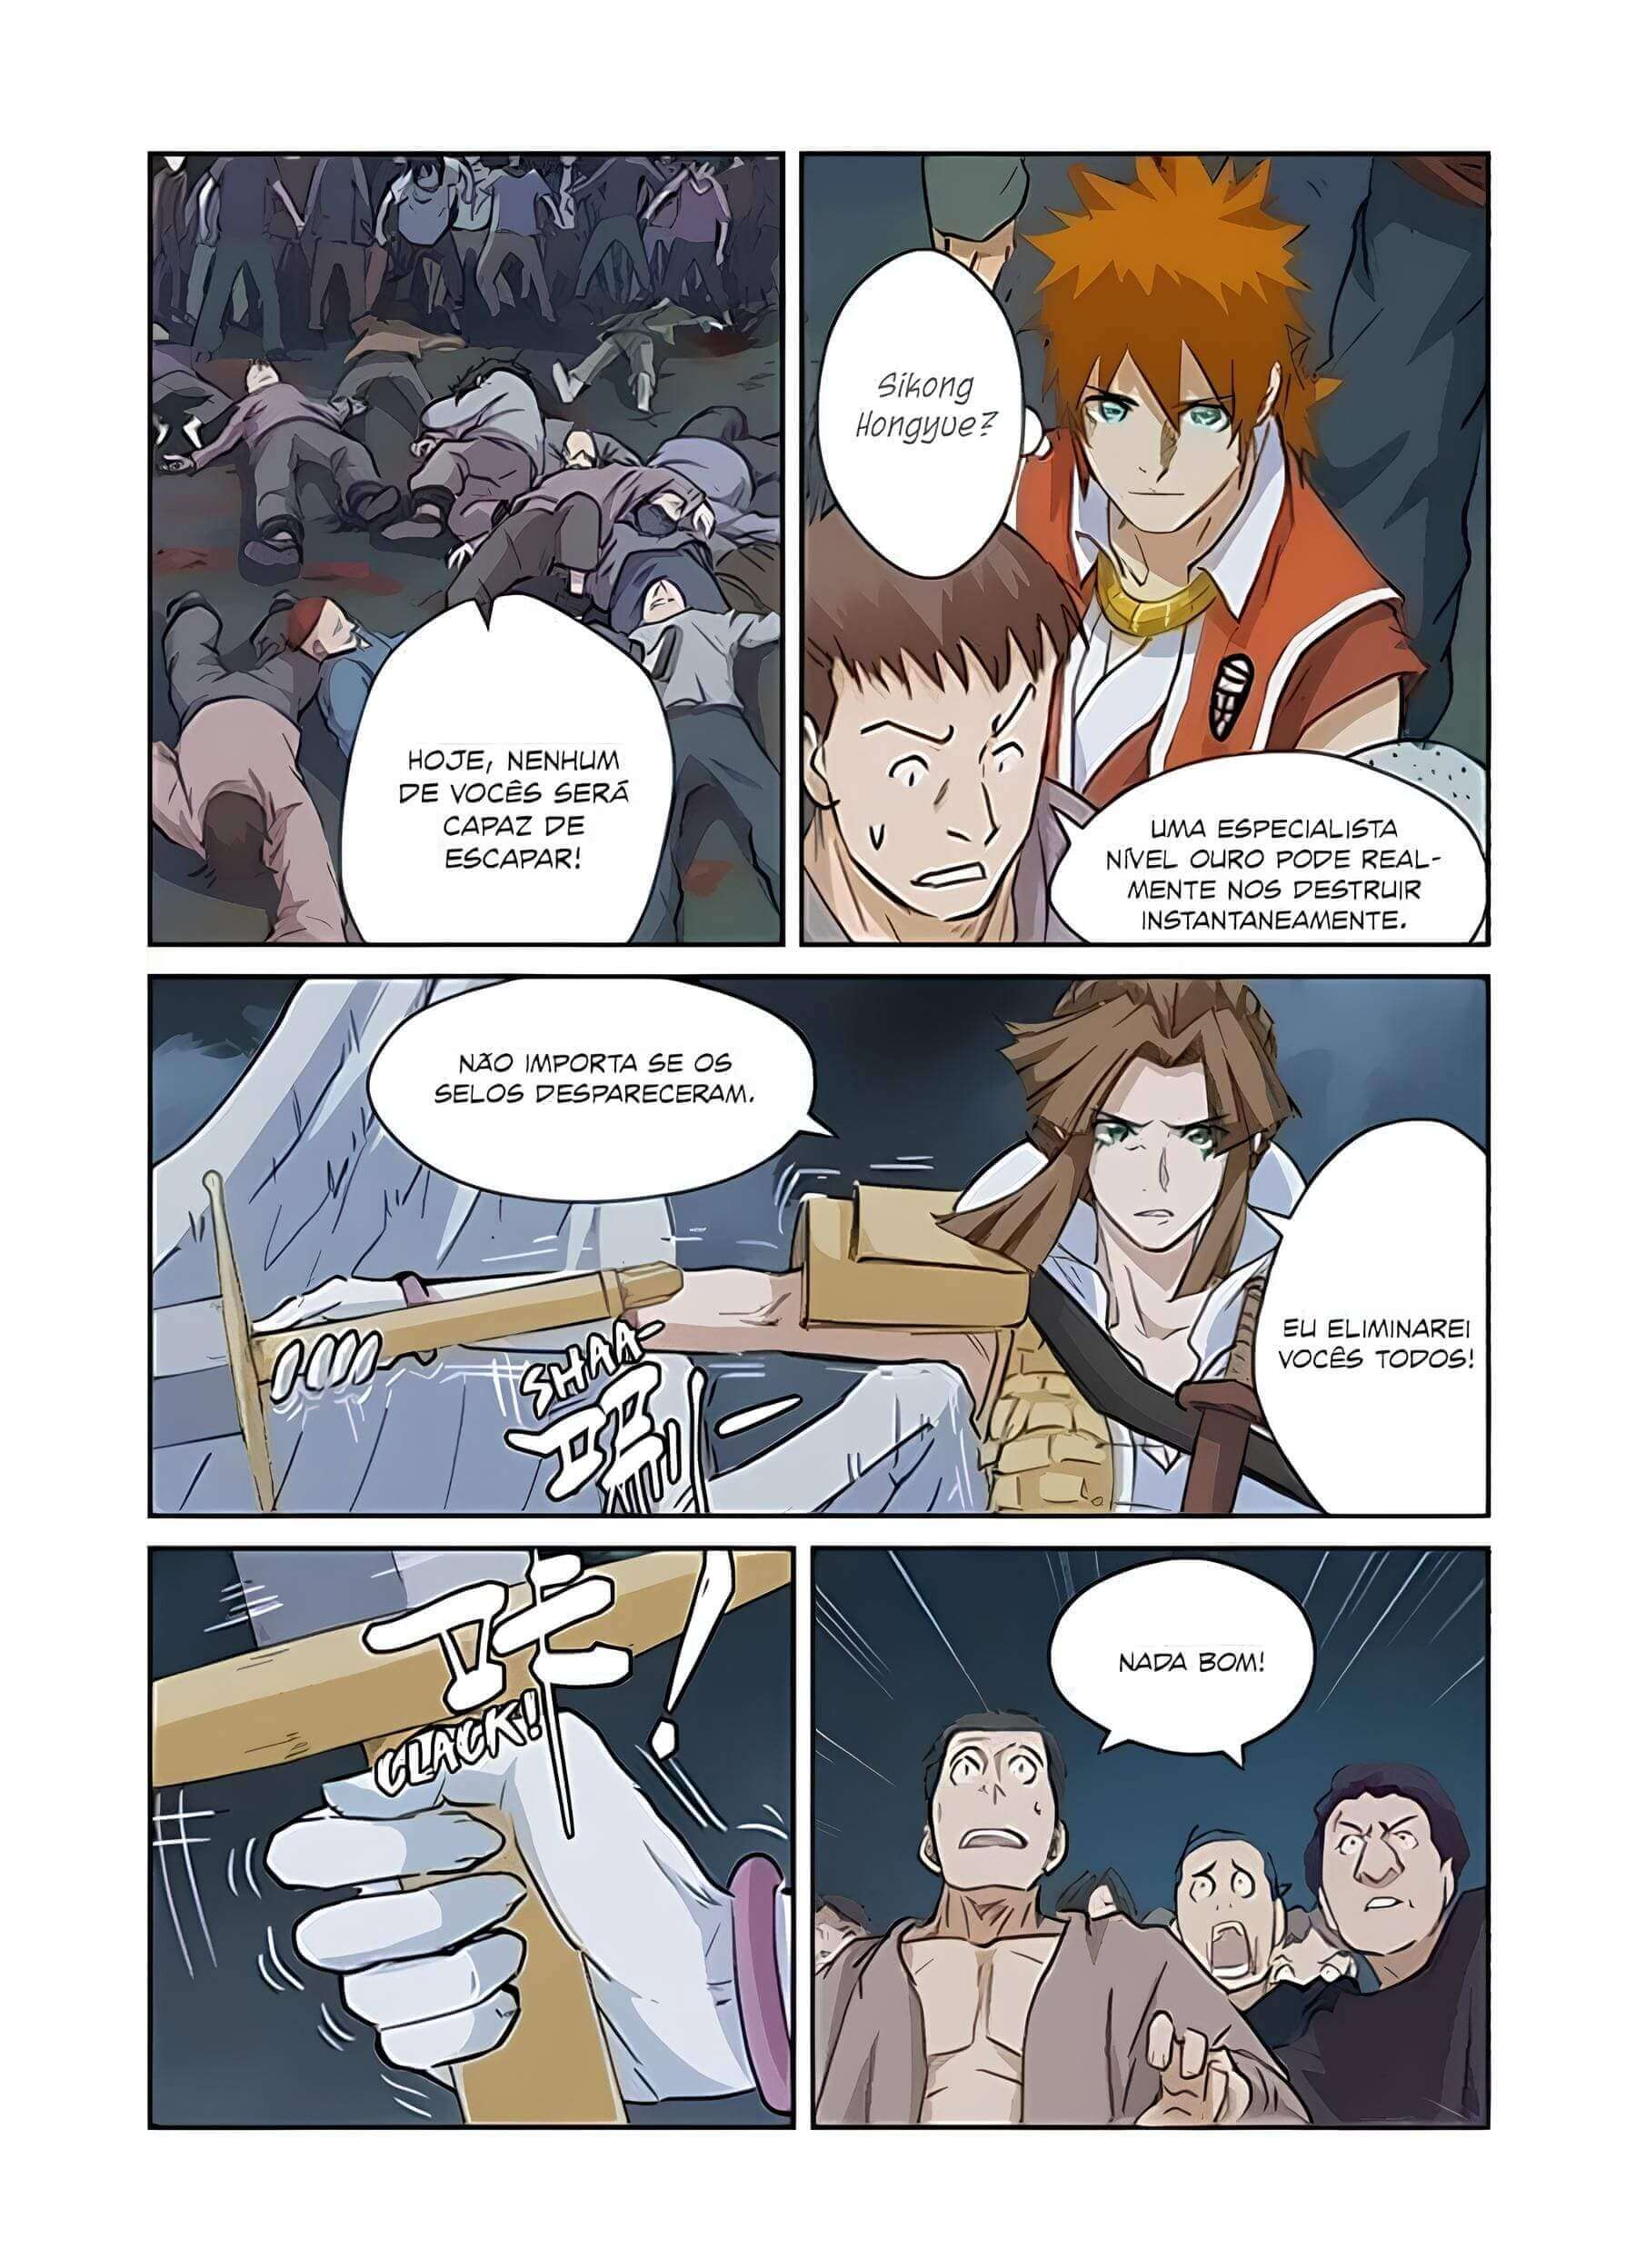 HOJE, NENHUM
DE VOCÊS SERÁ
CAPAZ DE
ESCAPAR!
Sikong
Hongyue?
UMA ESPECIALISTA
NÍVEL OURO PODE REAL-
MENTE NOS DESTRUIR
INSTANTANEAMENTE.
NÃO IMPORTA SE OS
SELOS DESPARECERAM.
EU ELIMINAREI
VOCÊS TODOS!
SHAA-
CLACK!
NADA BOM!